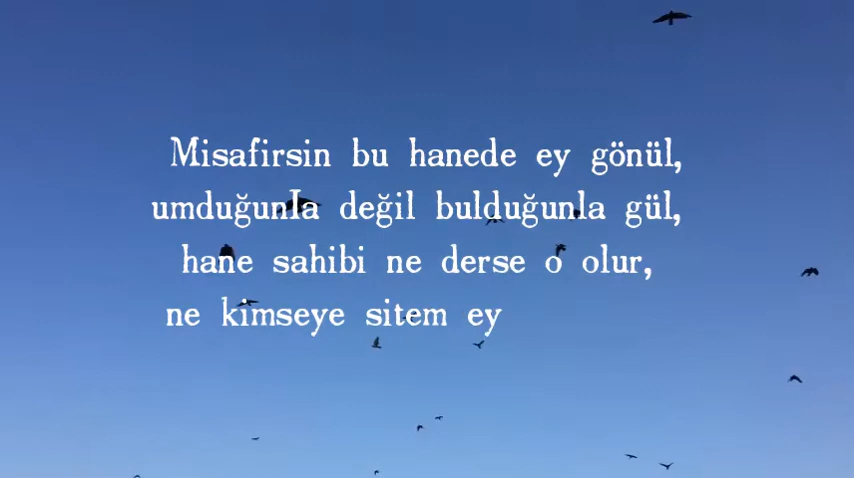 Misafirsin bu hanede ey gönül,
umduğunla değil bulduğunla gül,
hane sahibi ne derse o olur,
ne kimseye sitem ey